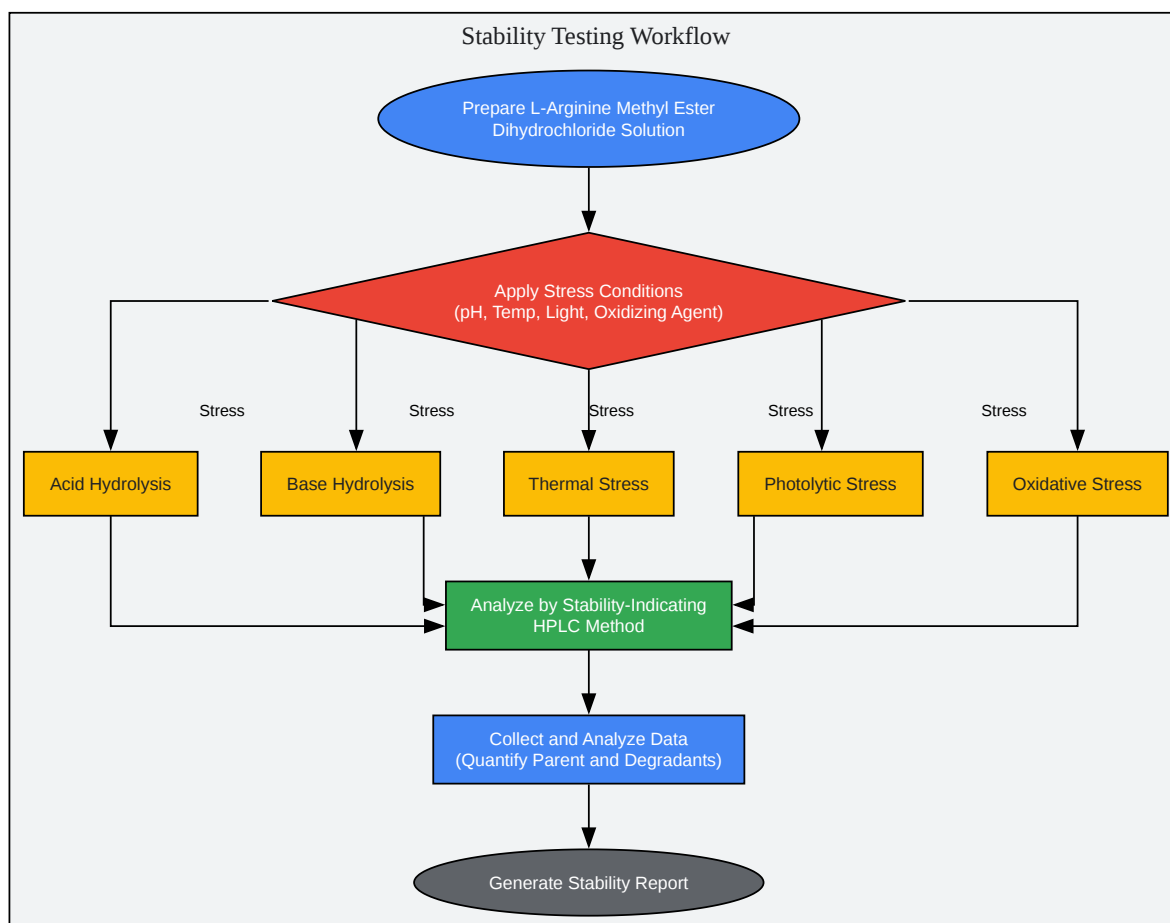 Stability Testing Workflow
Prepare L-Arginine Methyl Ester
Dihydrochloride Solution
Apply Stress Conditions
(pH, Temp, Light, Oxidizing Agent)
Stress
Stress
Stress
Stress
Stress
Acid Hydrolysis
Base Hydrolysis
Thermal Stress
Photolytic Stress
Oxidative Stress
Analyze by Stability-Indicating
HPLC Method
Collect and Analyze Data
(Quantify Parent and Degradants)
Generate Stability Report